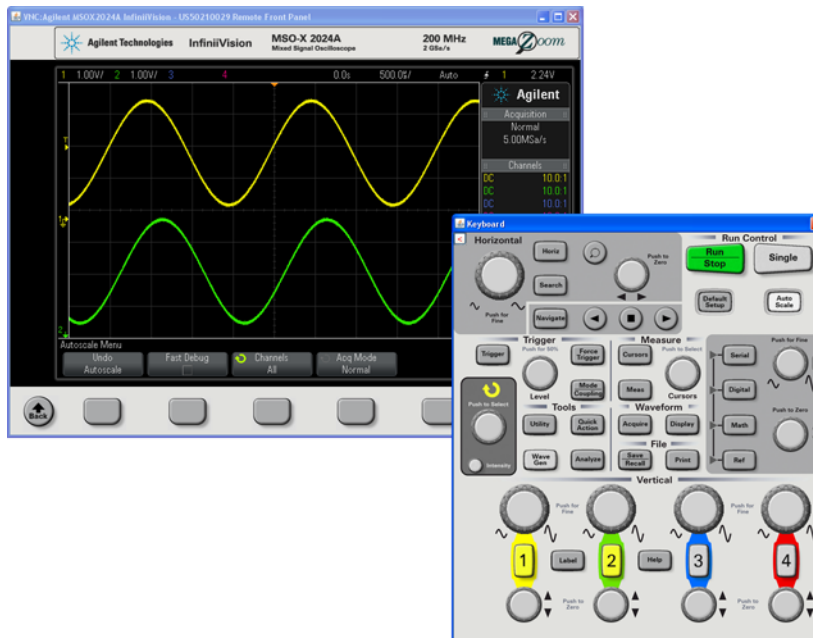 VNC:Agilent MSOX2024A InfiniiVision - US50210029 Remote Front Panel
Agilent Technologies InfiniiVision MSO-X 2024A Mixed Signal Oscilloscope 200 MHz 2 GSa/s MEGA Zoom
1 1.00V/ 2 1.00V/ 3 4 0.0s 500.0%/ Auto 1 2.24V
Agilent
Acquisition
Normal
5.00MSa/s
Channels
DC 10.0:1
DC 10.0:1
DC 10.0:1
T
1
2
Autoscale Menu
Undo Autoscale
Fast Debug
Channels All
Acq Mode Normal
Back
Keyboard
<
Horizontal
Horiz
Push to Zero
Search
Push for Fine
Navigate
Run Control
Run Stop
Single
Default Setup
Auto Scale
Trigger
Push for 50%
Trigger
Force Trigger
Level
Mode Coupling
Measure
Push to Select
Cursors
Meas
Cursors
Serial
Digital
Math
Ref
Push for Fine
Push to Zero
Push to Select
Intensity
Tools
Utility
Quick Action
Wave Gen
Analyze
Waveform
Acquire
Display
File
Save Recall
Print
Vertical
Push for Fine
Push for Fine
1
Label
2
Help
3
4
Push to Zero
Push to Zero